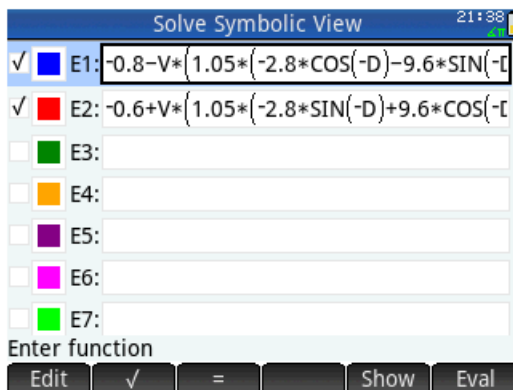 Solve Symbolic View 21:38
∡π
√ E1: -0.8−V*(1.05*(-2.8*COS(-D)−9.6*SIN(-D
√ E2: -0.6+V*(1.05*(-2.8*SIN(-D)+9.6*COS(-D
E3:
E4:
E5:
E6:
E7:
Enter function
Edit √ = Show Eval